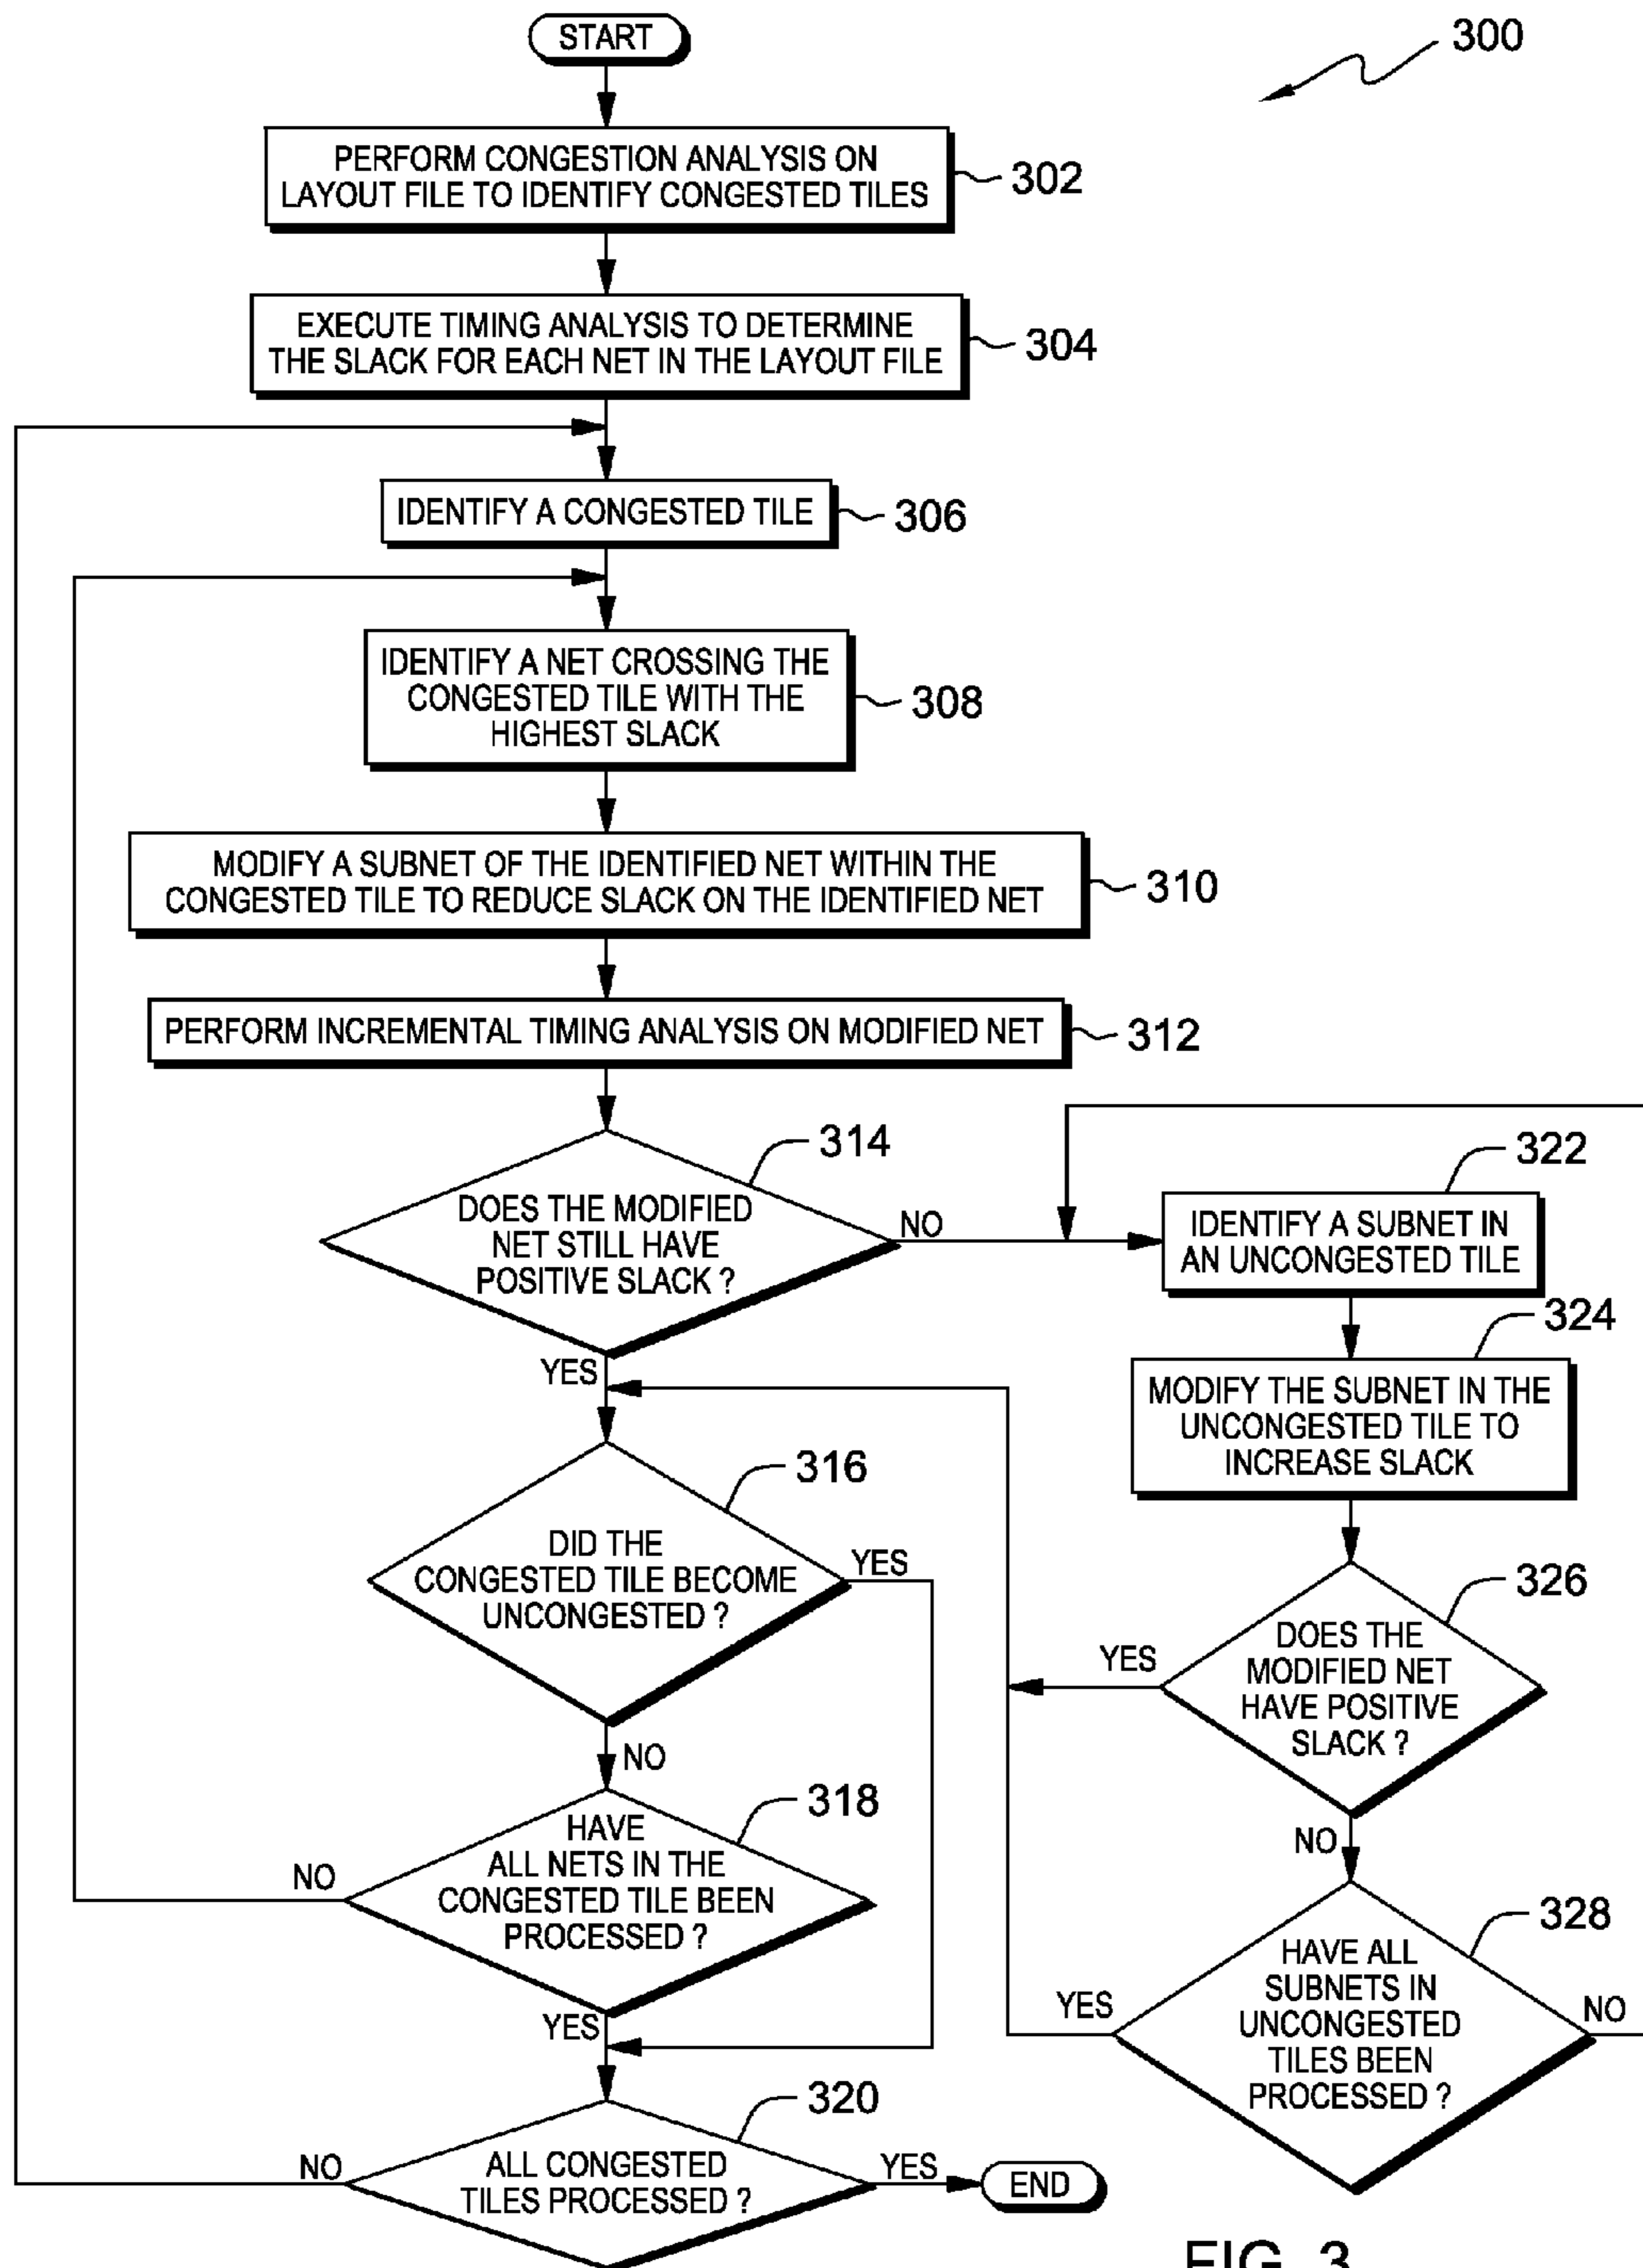 START
300
PERFORM CONGESTION ANALYSIS ON
LAYOUT FILE TO IDENTIFY CONGESTED TILES
302
EXECUTE TIMING ANALYSIS TO DETERMINE
THE SLACK FOR EACH NET IN THE LAYOUT FILE
304
IDENTIFY A CONGESTED TILE
306
IDENTIFY A NET CROSSING THE
CONGESTED TILE WITH THE
HIGHEST SLACK
308
MODIFY A SUBNET OF THE IDENTIFIED NET WITHIN THE
CONGESTED TILE TO REDUCE SLACK ON THE IDENTIFIED NET
310
PERFORM INCREMENTAL TIMING ANALYSIS ON MODIFIED NET
312
314
DOES THE MODIFIED
NET STILL HAVE
POSITIVE SLACK ?
NO
YES
322
IDENTIFY A SUBNET IN
AN UNCONGESTED TILE
324
MODIFY THE SUBNET IN THE
UNCONGESTED TILE TO
INCREASE SLACK
316
DID THE
CONGESTED TILE BECOME
UNCONGESTED ?
YES
NO
326
DOES THE
MODIFIED NET
HAVE POSITIVE
SLACK ?
YES
NO
318
HAVE
ALL NETS IN THE
CONGESTED TILE BEEN
PROCESSED ?
NO
YES
328
HAVE ALL
SUBNETS IN
UNCONGESTED
TILES BEEN
PROCESSED ?
YES
NO
320
ALL CONGESTED
TILES PROCESSED ?
NO
YES
END
FIG. 3